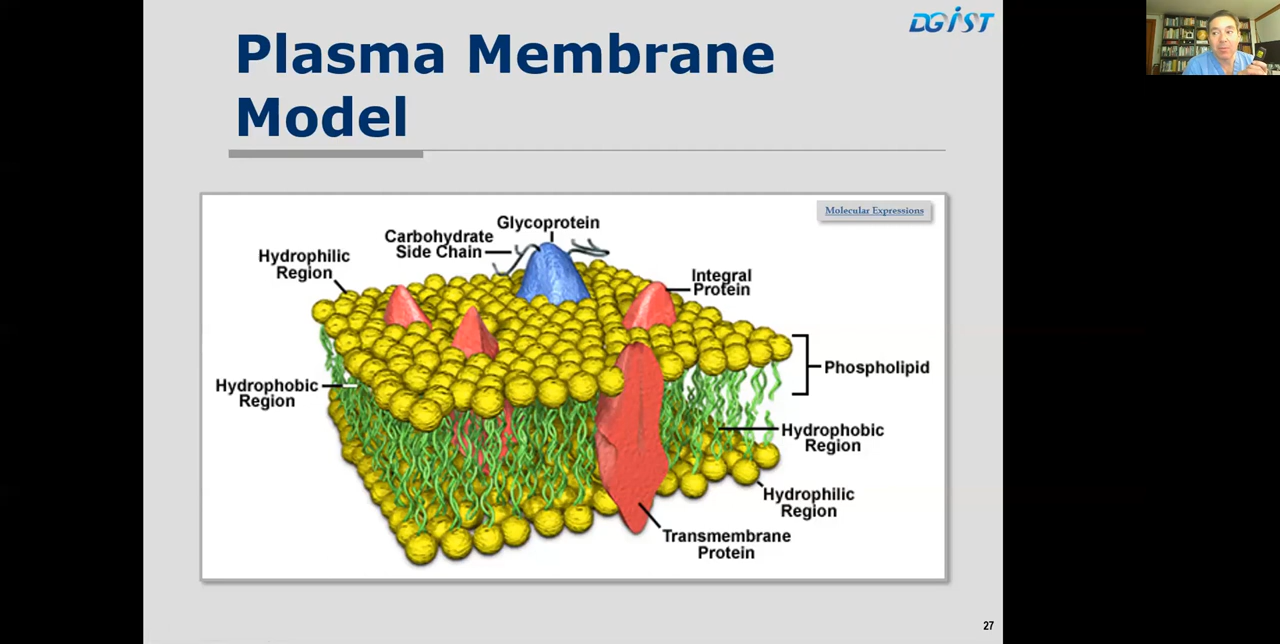 DGIST
Plasma Membrane
Model
Molecular Expressions
Glycoprotein
Carbohydrate
Side Chain
Hydrophilic
Region
Integral
Protein
Phospholipid
Hydrophobic
Region
Hydrophobic
Region
Hydrophilic
Region
Transmembrane
Protein
27